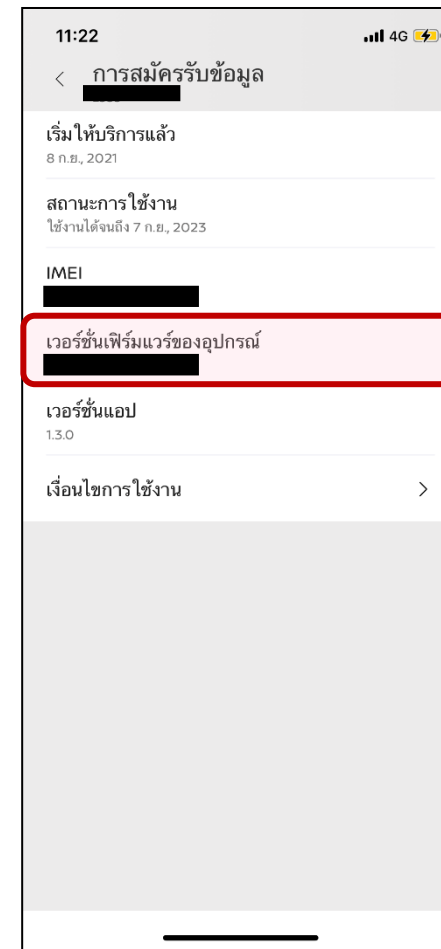 11:22
4G
การสมัครรับข้อมูล
เริ่มให้บริการแล้ว
8 ก.ย., 2021
สถานะการใช้งาน
ใช้งานได้จนถึง 7 ก.ย., 2023
IMEI
เวอร์ชั่นเฟิร์มแวร์ของอุปกรณ์
เวอร์ชั่นแอป
1.3.0
เงื่อนไขการใช้งาน